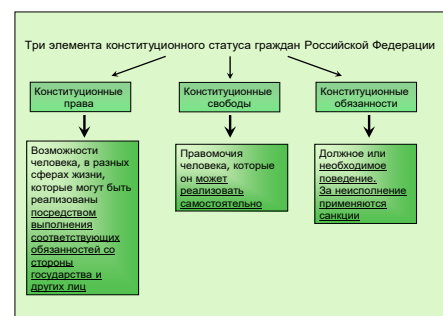 Три элемента конституционного статуса граждан Российской Федерации
Конституционные
права
Конституционные
свободы
Конституционные
обязанности
Возможности
человека, в разных
сферах жизни,
которые могут быть
реализованы
посредством
выполнения
соответствующих
обязанностей со
стороны
государства и
других лиц
Правомочия
человека, которые
он может
реализовать
самостоятельно
Должное или
необходимое
поведение.
За неисполнение
применяются
санкции